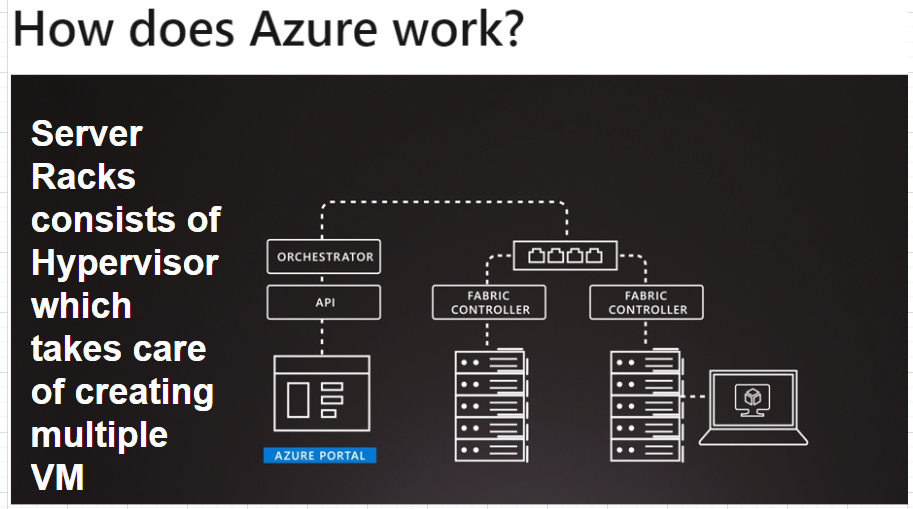 How does Azure work?
Server
Racks
consists of
Hypervisor
which
takes care
of creating
multiple
VM
ORCHESTRATOR
API
AZURE PORTAL
FABRIC
CONTROLLER
FABRIC
CONTROLLER